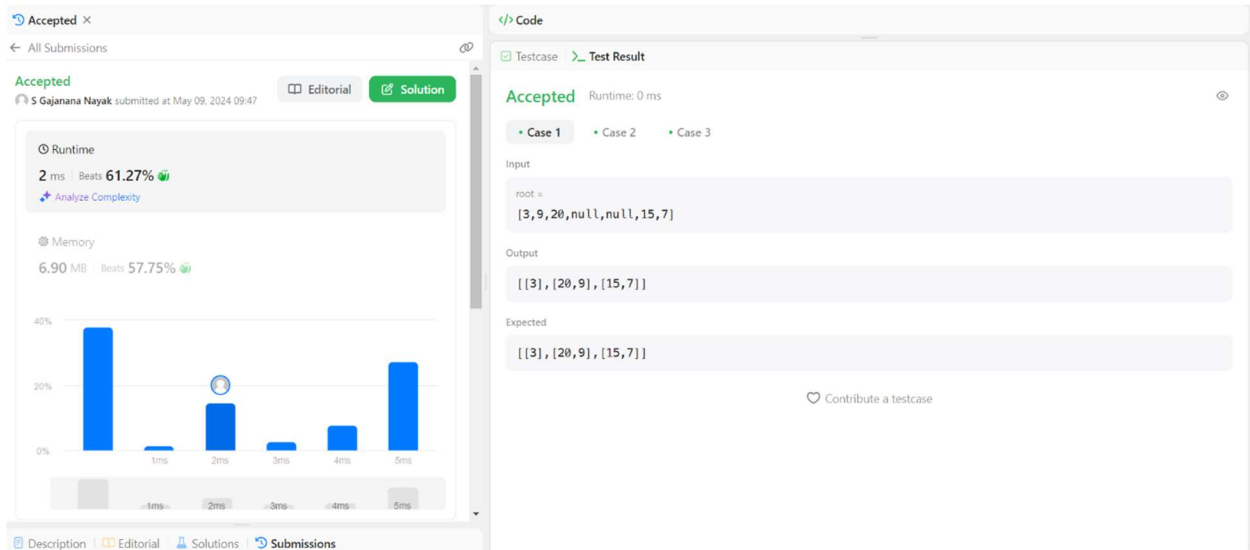 Accepted
All Submissions
Accepted
S Gajanana Nayak submitted at May 09, 2024 09:47
Editorial
Solution
Runtime
2 ms | Beats 61.27%
Analyze Complexity
Memory
6.90 MB | Beats 57.75%
40%
20%
0%
1ms 2ms 3ms 4ms 5ms
1ms 2ms 3ms 4ms 5ms
Description | Editorial | Solutions | Submissions
</> Code
Testcase | >_ Test Result
Accepted Runtime: 0 ms
• Case 1 • Case 2 • Case 3
Input
root =
[3,9,20,null,null,15,7]
Output
[[3],[20,9],[15,7]]
Expected
[[3],[20,9],[15,7]]
Contribute a testcase